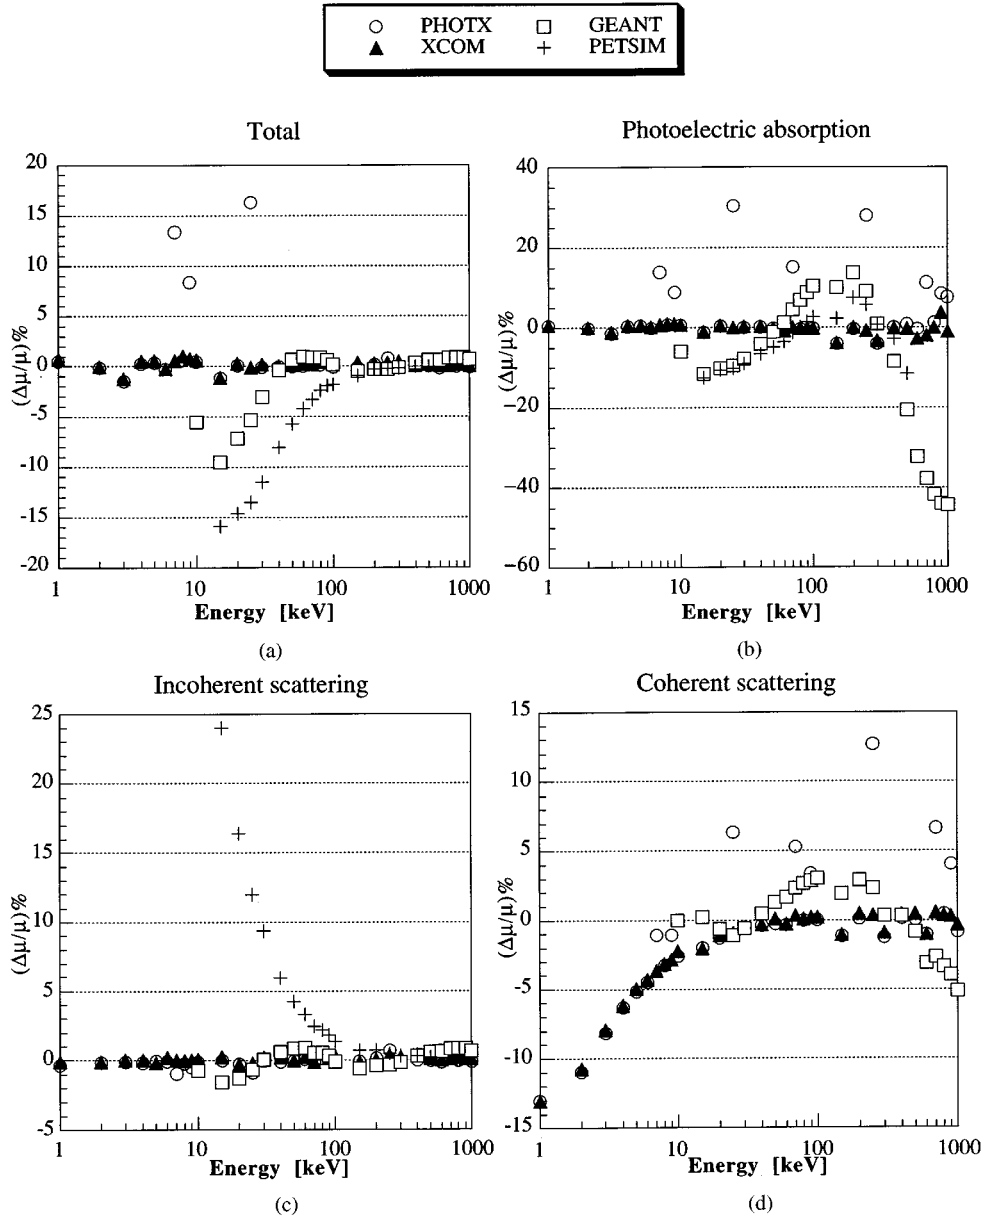 PHOTX GEANT
XCOM PETSIM
Total
(Δμ/μ)%
20
15
10
5
0
-5
-10
-15
-20
1 10 100 1000
Energy [keV]
(a)
Photoelectric absorption
(Δμ/μ)%
40
20
0
-20
-40
-60
1 10 100 1000
Energy [keV]
(b)
Incoherent scattering
(Δμ/μ)%
25
20
15
10
5
0
-5
1 10 100 1000
Energy [keV]
(c)
Coherent scattering
(Δμ/μ)%
15
10
5
0
-5
-10
-15
1 10 100 1000
Energy [keV]
(d)